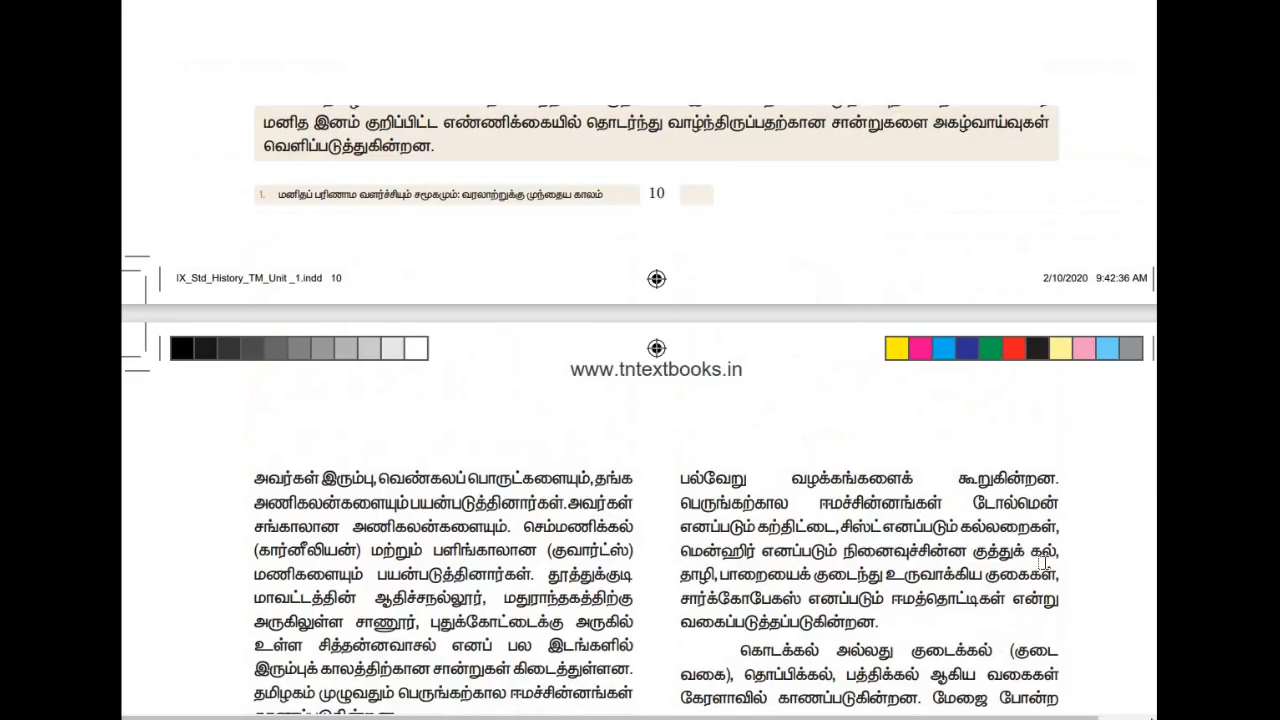 மனித இனம் குறிப்பிட்ட எண்ணிக்கையில் தொடர்ந்து வாழ்ந்திருப்பதற்கான சான்றுகளை அகழ்வாய்வுகள்
வெளிப்படுத்துகின்றன.
1. மனிதப் பரிணாம வளர்ச்சியும் சமூகமும்: வரலாற்றுக்கு முந்தைய காலம் 10
IX_Std_History_TM_Unit _1.indd 10 2/10/2020 9:42:36 AM
www.tntextbooks.in
அவர்கள் இரும்பு, வெண்கலப் பொருட்களையும், தங்க
அணிகலன்களையும் பயன்படுத்தினார்கள். அவர்கள்
சங்காலான அணிகலன்களையும். செம்மணிக்கல்
(கார்னீலியன்) மற்றும் பளிங்காலான (குவார்ட்ஸ்)
மணிகளையும் பயன்படுத்தினார்கள். தூத்துக்குடி
மாவட்டத்தின் ஆதிச்சநல்லூர், மதுராந்தகத்திற்கு
அருகிலுள்ள சாணூர், புதுக்கோட்டைக்கு அருகில்
உள்ள சித்தன்னவாசல் எனப் பல இடங்களில்
இரும்புக் காலத்திற்கான சான்றுகள் கிடைத்துள்ளன.
தமிழகம் முழுவதும் பெருங்கற்கால ஈமச்சின்னங்கள்
பல்வேறு வழக்கங்களைக் கூறுகின்றன.
பெருங்கற்கால ஈமச்சின்னங்கள் டோல்மென்
எனப்படும் கற்திட்டை, சிஸ்ட் எனப்படும் கல்லறைகள்,
மென்ஹிர் எனப்படும் நினைவுச்சின்ன குத்துக் கல்,
தாழி, பாறையைக் குடைந்து உருவாக்கிய குகைகள்,
சார்க்கோபேகஸ் எனப்படும் ஈமத்தொட்டிகள் என்று
வகைப்படுத்தப்படுகின்றன.
கொடக்கல் அல்லது குடைக்கல் (குடை
வகை), தொப்பிக்கல், பத்திக்கல் ஆகிய வகைகள்
கேரளாவில் காணப்படுகின்றன. மேஜை போன்ற